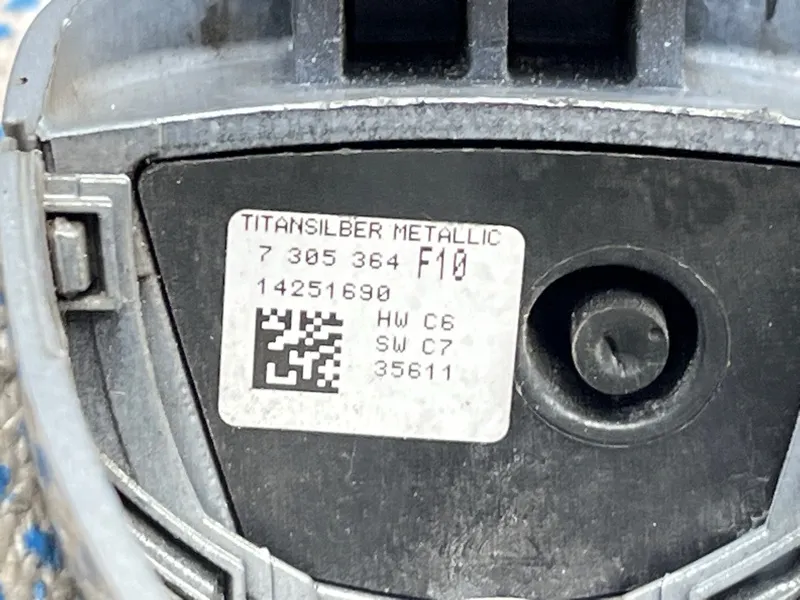 TITANSILBER METALLIC
7 305 364 F10
14251690
HW C6
SW C7
35611